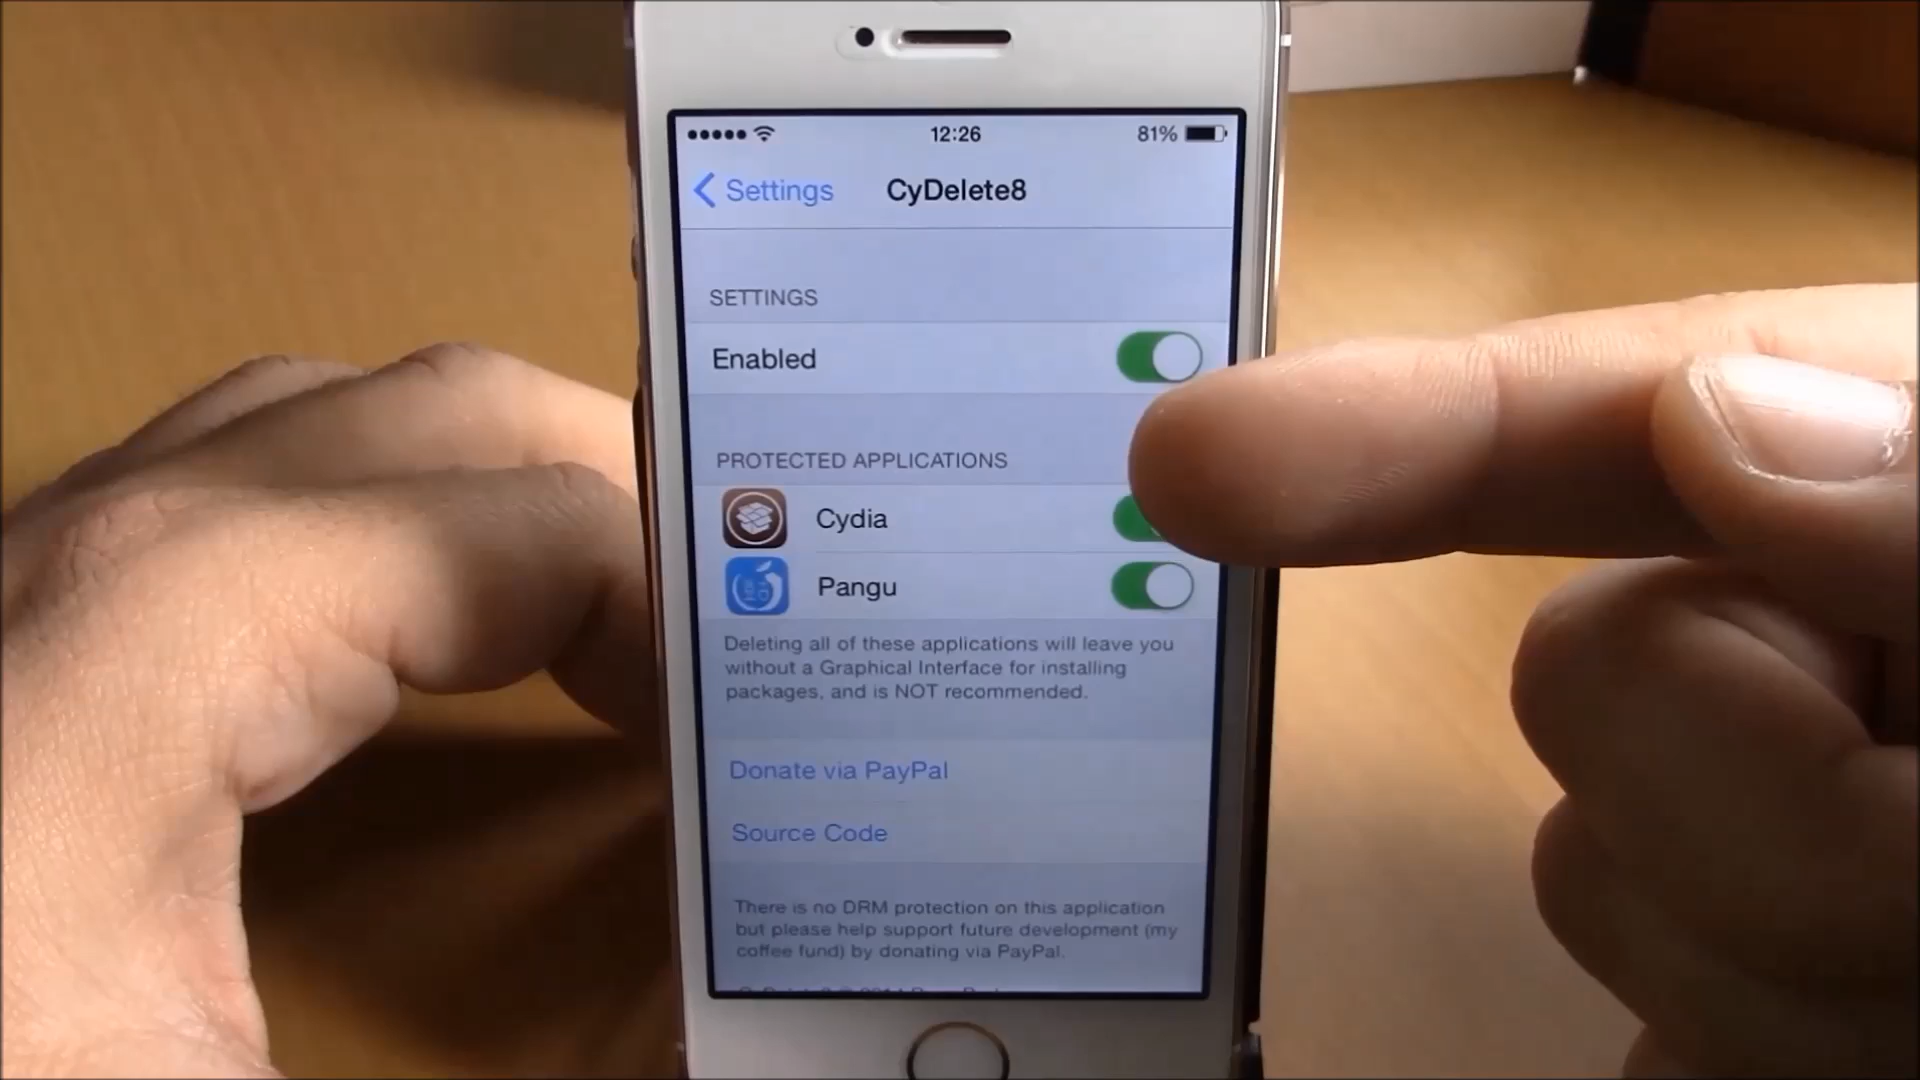 12:26
81%
Settings
CyDelete8
SETTINGS
Enabled
PROTECTED APPLICATIONS
Cydia
Pangu
Deleting all of these applications will leave you
without a Graphical Interface for installing
packages, and is NOT recommended.
Donate via PayPal
Source Code
There is no DRM protection on this application
but please help support future development (my
coffee fund) by donating via PayPal.